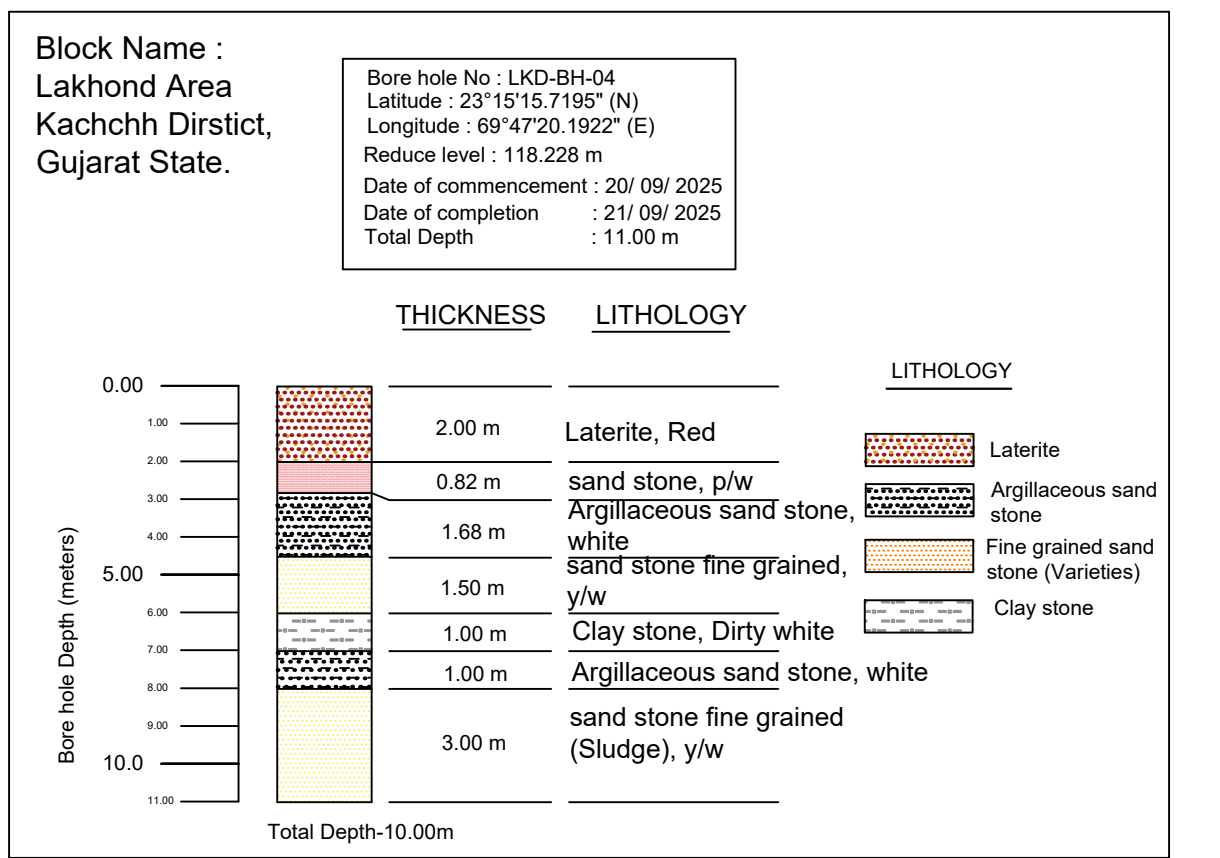 Block Name :
Lakhond Area
Kachchh Dirstict,
Gujarat State.
Bore hole No : LKD-BH-04
Latitude : 23°15'15.7195" (N)
Longitude : 69°47'20.1922" (E)
Reduce level : 118.228 m
Date of commencement : 20/ 09/ 2025
Date of completion : 21/ 09/ 2025
Total Depth : 11.00 m
THICKNESS
LITHOLOGY
Bore hole Depth (meters)
0.00
1.00
2.00
3.00
4.00
5.00
6.00
7.00
8.00
9.00
10.0
11.00
2.00 m
Laterite, Red
0.82 m
sand stone, p/w
1.68 m
Argillaceous sand stone,
white
1.50 m
sand stone fine grained,
y/w
1.00 m
Clay stone, Dirty white
1.00 m
Argillaceous sand stone, white
3.00 m
sand stone fine grained
(Sludge), y/w
Total Depth-10.00m
LITHOLOGY
Laterite
Argillaceous sand
stone
Fine grained sand
stone (Varieties)
Clay stone